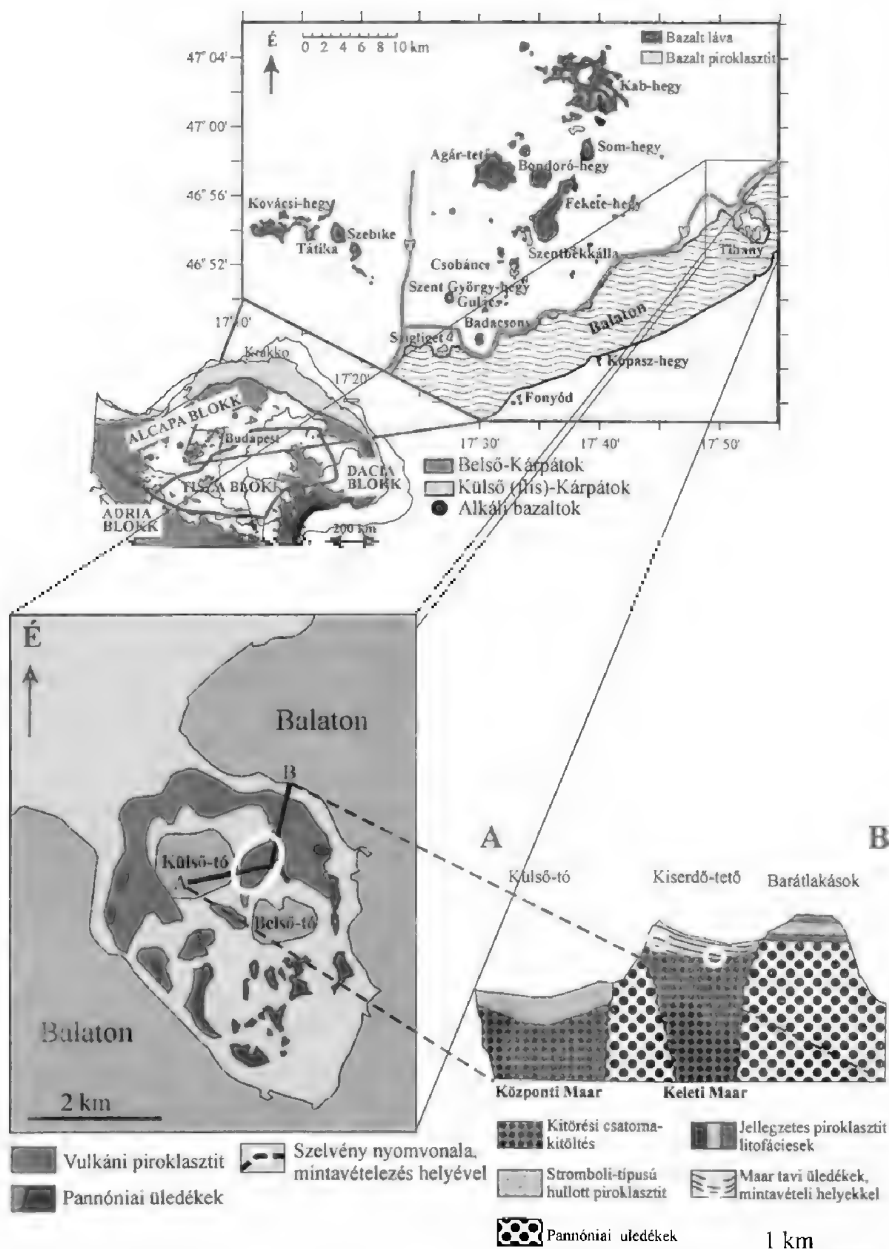 É
0 2 4 6 8 10 km
Bazalt láva
Bazalt piroklasztit
47° 04'
47° 00'
46° 56'
46° 52'
Kab-hegy
Som-hegy
Agár-tető
Bondoró-hegy
Fekete-hegy
Kovácsi-hegy
Tátika
Szebike
Szentbékkálla
Csobánc
Szent György-hegy
Gulács
Badacsony
Szigliget
Tihany
Balaton
Kopasz-hegy
Fonyód
17° 20'
17° 30'
17° 40'
17° 50'
Krakkó
ALCAPA BLOKK
Budapest
TISZA BLOKK
DACIA
BLOKK
ADRIA
BLOKK
200 km
Belső-Kárpátok
Külső (flis)-Kárpátok
Alkáli bazaltok
É
Balaton
B
Külső-tó
A
Belső-tó
Balaton
2 km
Vulkáni piroklasztit
Pannóniai üledékek
Szelvény nyomvonala,
mintavételezés helyével
A
B
Külső-tó
Kiserdő-tető
Barátlakások
Központi Maar
Keleti Maar
Kitörési csatorna-
kitöltés
Jellegzetes piroklasztit
litofáciesek
Stromboli-típusú
hullott piroklasztit
Maar tavi üledékek,
mintavételi helyekkel
Pannóniai üledékek
1 km